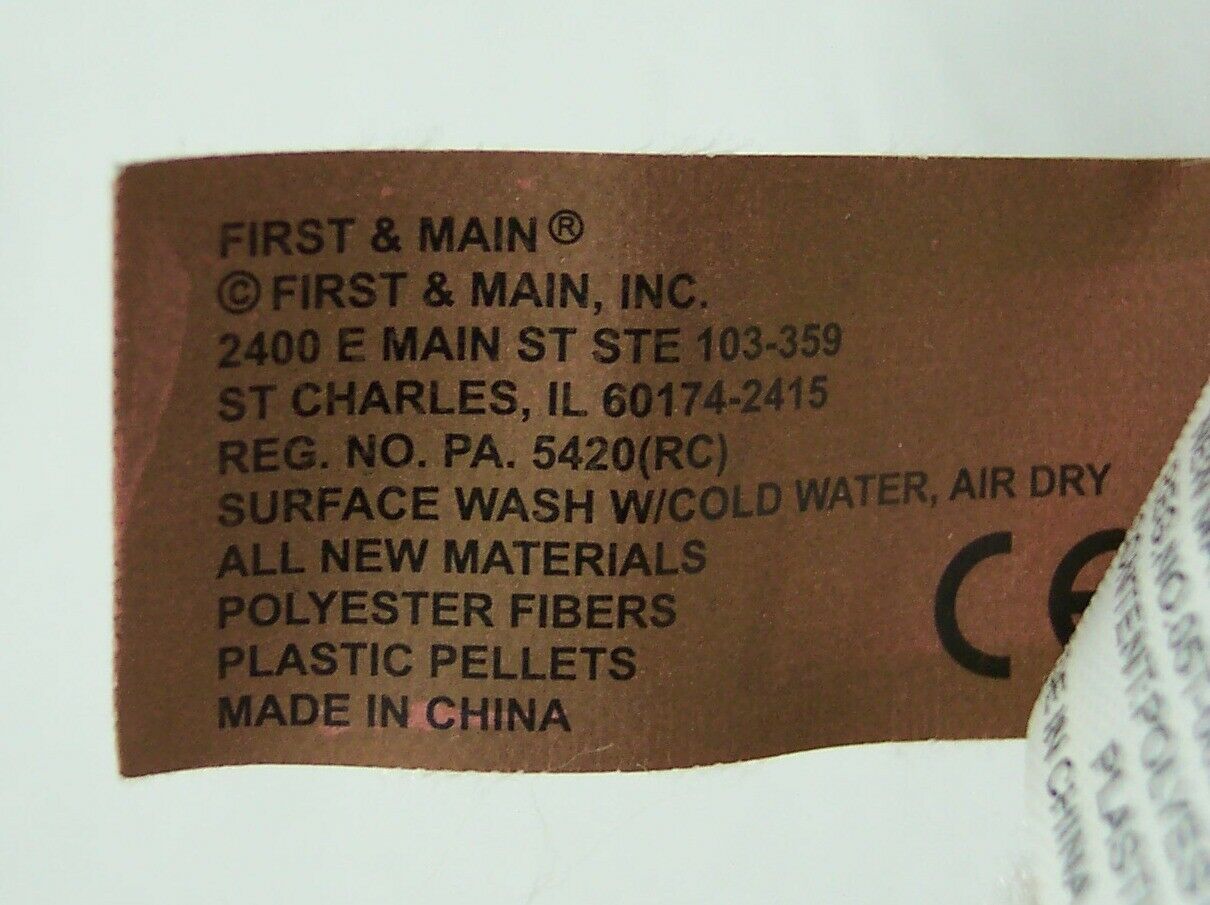 FIRST & MAIN®
© FIRST & MAIN, INC.
2400 E MAIN ST STE 103-359
ST CHARLES, IL 60174-2415
REG. NO. PA. 5420(RC)
SURFACE WASH W/COLD WATER, AIR DRY
ALL NEW MATERIALS
POLYESTER FIBERS
PLASTIC PELLETS
MADE IN CHINA
CE
IN CHINA